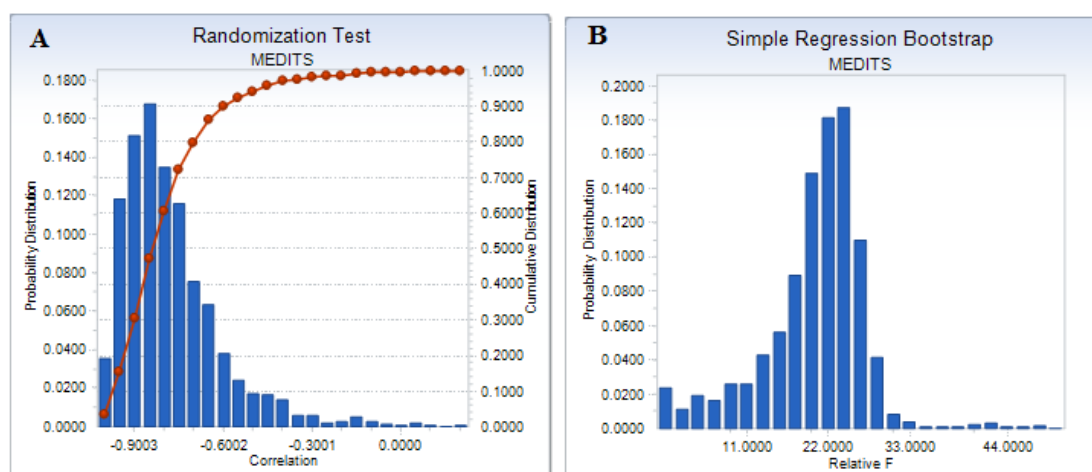 A
Randomization Test
MEDITS
0.1800
0.1600
0.1400
0.1200
0.1000
0.0800
0.0600
0.0400
0.0200
0.0000
Probability Distribution
1.0000
0.9000
0.8000
0.7000
0.6000
0.5000
0.4000
0.3000
0.2000
0.1000
0.0000
Cumulative Distribution
-0.9003 -0.6002 -0.3001 0.0000
Correlation
B
Simple Regression Bootstrap
MEDITS
0.2000
0.1800
0.1600
0.1400
0.1200
0.1000
0.0800
0.0600
0.0400
0.0200
0.0000
Probability Distribution
11.0000 22.0000 33.0000 44.0000
Relative F